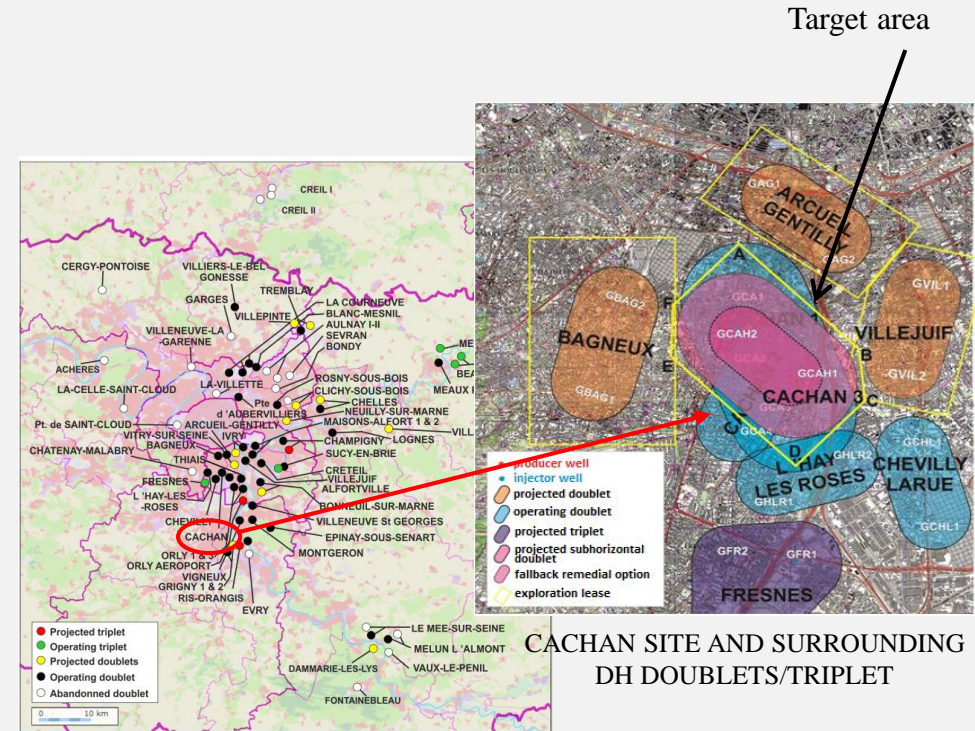 Target area
CREIL I
CREIL II
CERGY-PONTOISE
VILLIERS-LE-BEL
GONESSE
TREMBLAY
GARGES
VILLEPINTE
LA COURNEUVE
BLANC-MESNIL
AULNAY I-II
SEVRAN
BONDY
VILLENEUVE-LA
-GARENNE
ACHERES
LA-CELLE-SAINT-CLOUD
LA-VILLETTE
ROSNY-SOUS-BOIS
CLICHY-SOUS-BOIS
CHELLES
MEAUX
Pte
d 'AUBERVILLIERS
NEUILLY-SUR-MARNE
MAISONS-ALFORT 1 & 2
LOGNES
VILL
Pt. de SAINT-CLOUD
ARCUEIL-GENTILLY
VITRY-SUR-SEINE
IVRY
BAGNEUX
CHATENAY-MALABRY
THIAIS
CHAMPIGNY
SUCY-EN-BRIE
FRESNES
CRETEIL
VILLEJUIF
ALFORTVILLE
L 'HAY-LES
-ROSES
BONNEUIL-SUR-MARNE
CHEVILLY
VILLENEUVE St GEORGES
CACHAN
EPINAY-SOUS-SENART
ORLY 1 & 3
MONTGERON
ORLY AEROPORT
VIGNEUX
GRIGNY 1 & 2
RIS-ORANGIS
EVRY
LE MEE-SUR-SEINE
MELUN L 'ALMONT
DAMMARIE-LES-LYS
VAUX-LE-PENIL
FONTAINEBLEAU
Projected triplet
Operating triplet
Projected doublets
Operating doublet
Abandonned doublet
0 10 km
GAG1
ARCUEIL
GENTILLY
GAG2
A
GVIL1
GBAG2
F
GCA1
GCAH2
BAGNEUX
VILLEJUIF
B
E
GCA2
GCAH1
GVIL2
GBAG1
CACHAN 3
C
D
L 'HAY
LES ROSES
GHLR2
GHLR1
GCHL1
CHEVILLY
LARUE
GCHL1
GFR2
GFR1
FRESNES
producer well
injector well
projected doublet
operating doublet
projected triplet
projected subhorizontal
doublet
fallback remedial option
exploration lease
CACHAN SITE AND SURROUNDING
DH DOUBLETS/TRIPLET